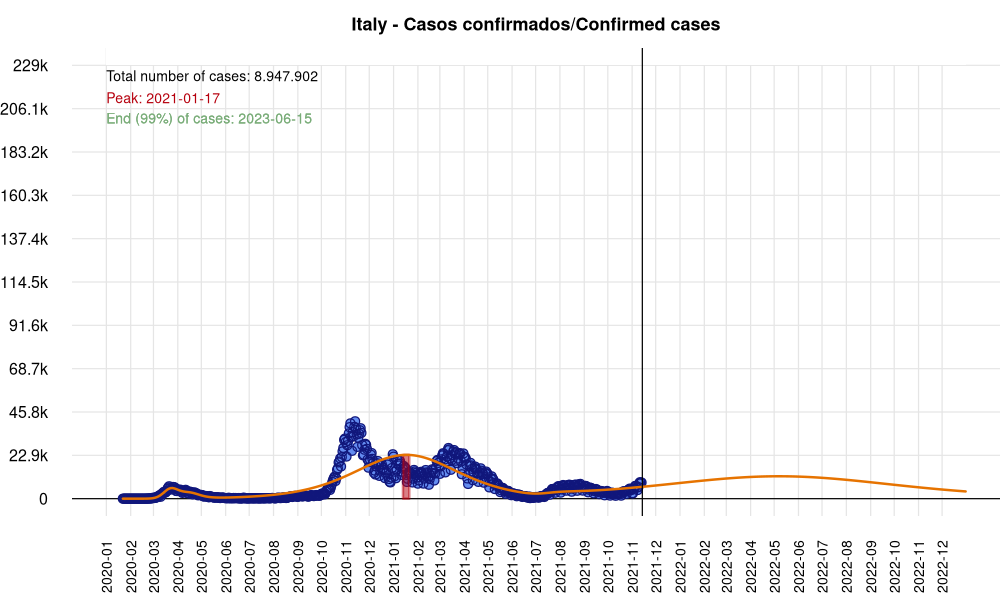 Italy - Casos confirmados/Confirmed cases
229k
206.1k
183.2k
160.3k
137.4k
114.5k
91.6k
68.7k
45.8k
22.9k
0
Total number of cases: 8.947.902
Peak: 2021-01-17
End (99%) of cases: 2023-06-15
2020-01
2020-02
2020-03
2020-04
2020-05
2020-06
2020-07
2020-08
2020-09
2020-10
2020-11
2020-12
2021-01
2021-02
2021-03
2021-04
2021-05
2021-06
2021-07
2021-08
2021-09
2021-10
2021-11
2021-12
2022-01
2022-02
2022-03
2022-04
2022-05
2022-06
2022-07
2022-08
2022-09
2022-10
2022-11
2022-12